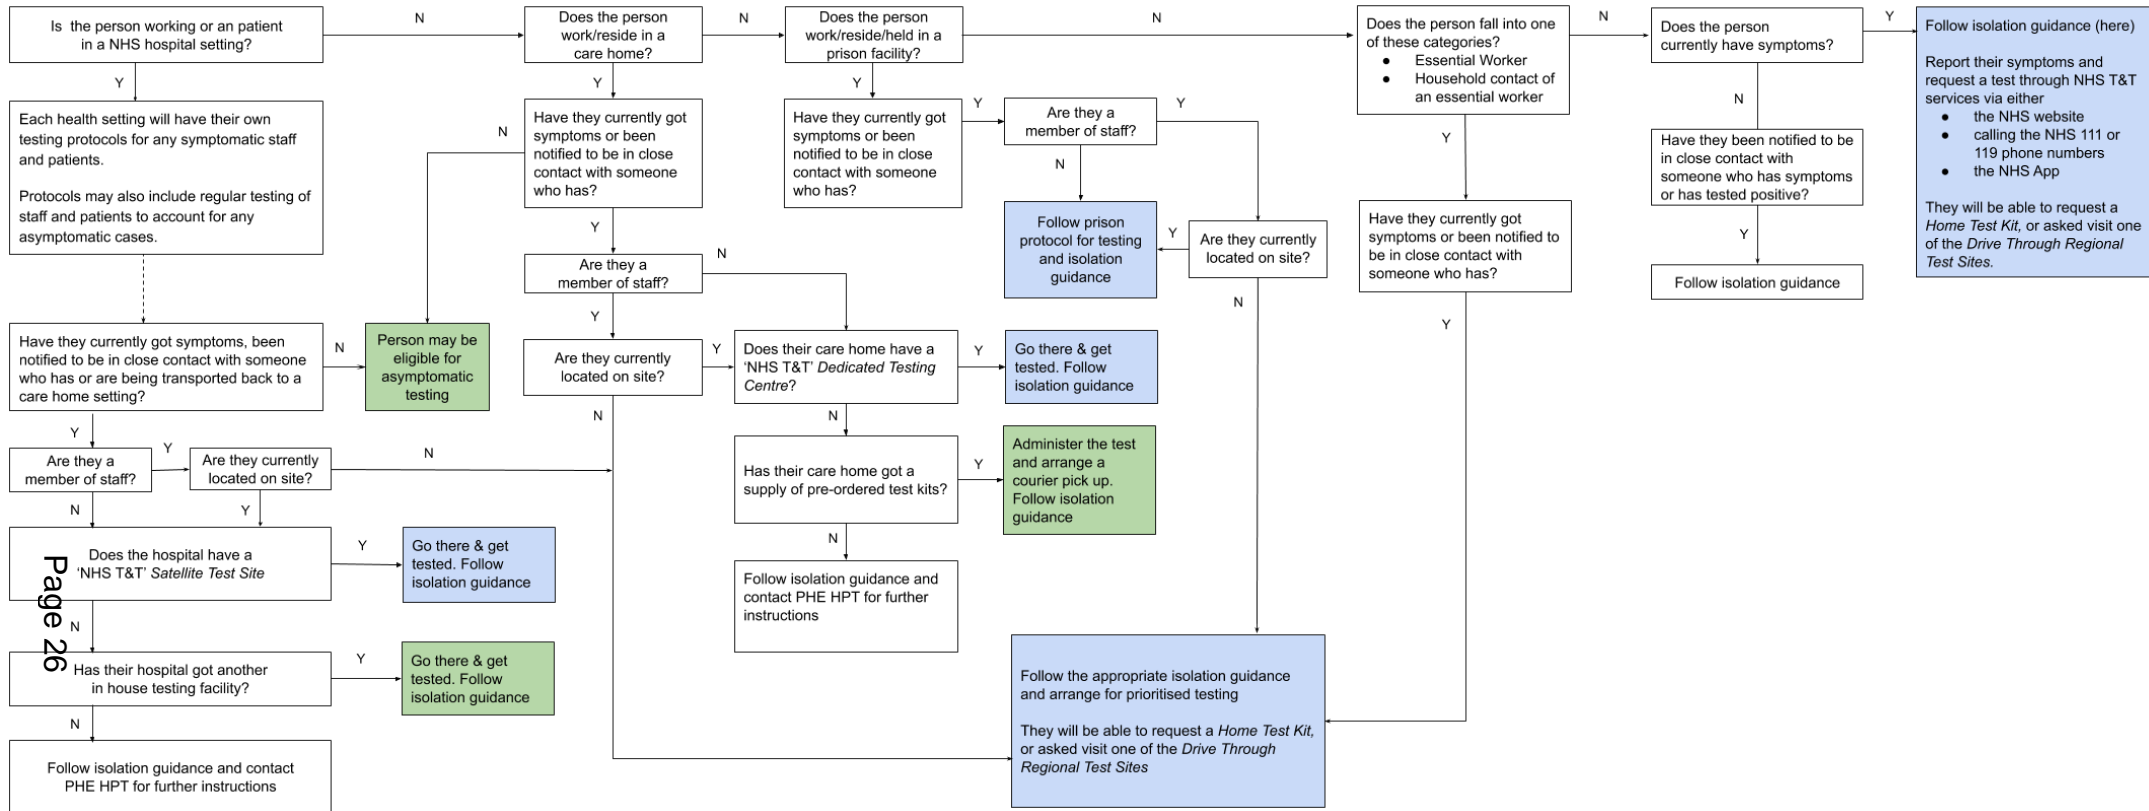 Is the person working or an patient
in a NHS hospital setting?
N
Does the person
work/reside in a
care home?
N
Does the person
work/reside/held in a
prison facility?
N
Does the person fall into one
of these categories?
● Essential Worker
● Household contact of
an essential worker
N
Does the person
currently have symptoms?
Y
Follow isolation guidance (here)
Report their symptoms and
request a test through NHS T&T
services via either
● the NHS website
● calling the NHS 111 or
119 phone numbers
● the NHS App
They will be able to request a
Home Test Kit, or asked visit one
of the Drive Through Regional
Test Sites.
Y
Each health setting will have their own
testing protocols for any symptomatic staff
and patients.
Protocols may also include regular testing of
staff and patients to account for any
asymptomatic cases.
Y
N
Have they currently got
symptoms or been
notified to be in close
contact with someone
who has?
Y
Have they currently got
symptoms or been
notified to be in close
contact with someone
who has?
Y
Are they a
member of staff?
Y
N
Follow prison
protocol for testing
and isolation
guidance
Y
Are they currently
located on site?
N
Y
Have they currently got
symptoms or been notified to
be in close contact with
someone who has?
Y
N
Have they been notified to be
in close contact with
someone who has symptoms
or has tested positive?
Y
Follow isolation guidance
Y
Are they a
member of staff?
N
Y
Are they currently
located on site?
Y
N
Does their care home have a
‘NHS T&T’ Dedicated Testing
Centre?
Y
Go there & get
tested. Follow
isolation guidance
N
Has their care home got a
supply of pre-ordered test kits?
Y
Administer the test
and arrange a
courier pick up.
Follow isolation
guidance
N
Follow isolation guidance and
contact PHE HPT for further
instructions
Have they currently got symptoms, been
notified to be in close contact with someone
who has or are being transported back to a
care home setting?
N
Person may be
eligible for
asymptomatic
testing
Y
Are they a
member of staff?
Y
Are they currently
located on site?
N
N
Y
Does the hospital have a
‘NHS T&T’ Satellite Test Site
Y
Go there & get
tested. Follow
isolation guidance
N
Has their hospital got another
in house testing facility?
Y
Go there & get
tested. Follow
isolation guidance
N
Follow isolation guidance and contact
PHE HPT for further instructions
Follow the appropriate isolation guidance
and arrange for prioritised testing
They will be able to request a Home Test Kit,
or asked visit one of the Drive Through
Regional Test Sites
Page 26